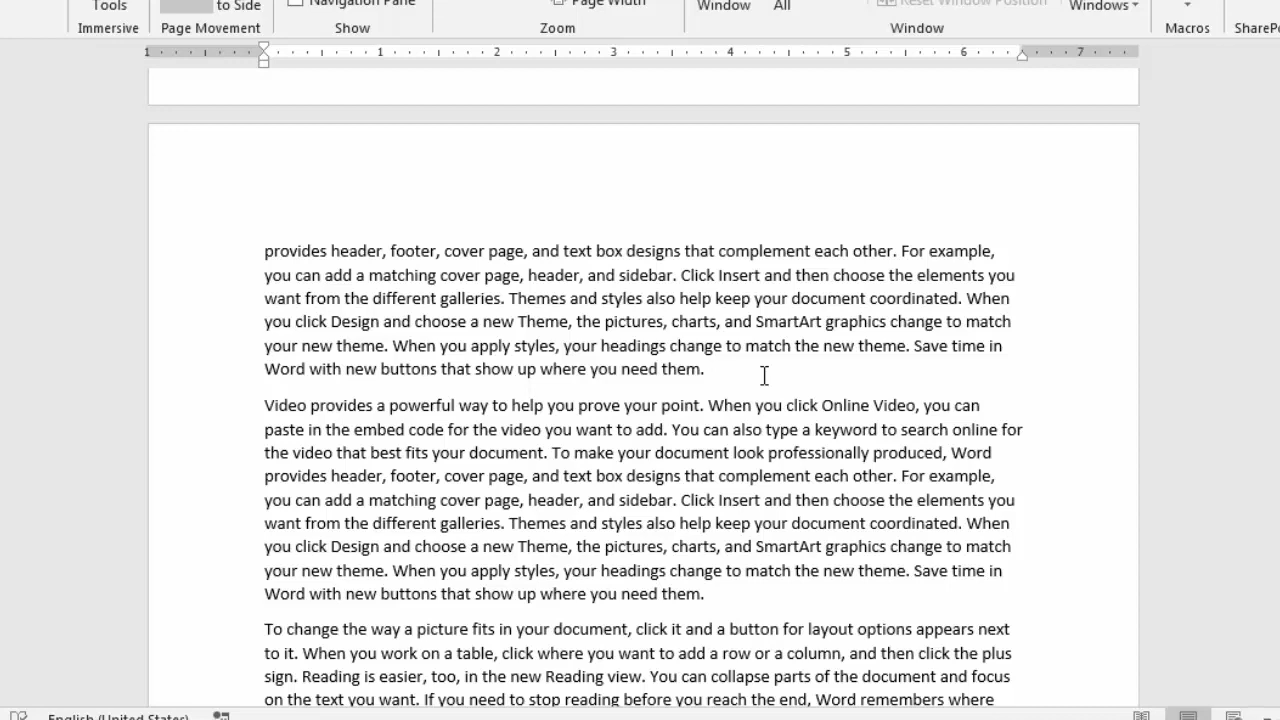 Tools to Side Navigation Pane Page Width Window All Reset Window Position Windows
Immersive Page Movement Show Zoom Window Macros SharePo
1 1 2 3 4 5 6 7
provides header, footer, cover page, and text box designs that complement each other. For example,
you can add a matching cover page, header, and sidebar. Click Insert and then choose the elements you
want from the different galleries. Themes and styles also help keep your document coordinated. When
you click Design and choose a new Theme, the pictures, charts, and SmartArt graphics change to match
your new theme. When you apply styles, your headings change to match the new theme. Save time in
Word with new buttons that show up where you need them.
Video provides a powerful way to help you prove your point. When you click Online Video, you can
paste in the embed code for the video you want to add. You can also type a keyword to search online for
the video that best fits your document. To make your document look professionally produced, Word
provides header, footer, cover page, and text box designs that complement each other. For example,
you can add a matching cover page, header, and sidebar. Click Insert and then choose the elements you
want from the different galleries. Themes and styles also help keep your document coordinated. When
you click Design and choose a new Theme, the pictures, charts, and SmartArt graphics change to match
your new theme. When you apply styles, your headings change to match the new theme. Save time in
Word with new buttons that show up where you need them.
To change the way a picture fits in your document, click it and a button for layout options appears next
to it. When you work on a table, click where you want to add a row or a column, and then click the plus
sign. Reading is easier, too, in the new Reading view. You can collapse parts of the document and focus
on the text you want. If you need to stop reading before you reach the end, Word remembers where
English (United States)